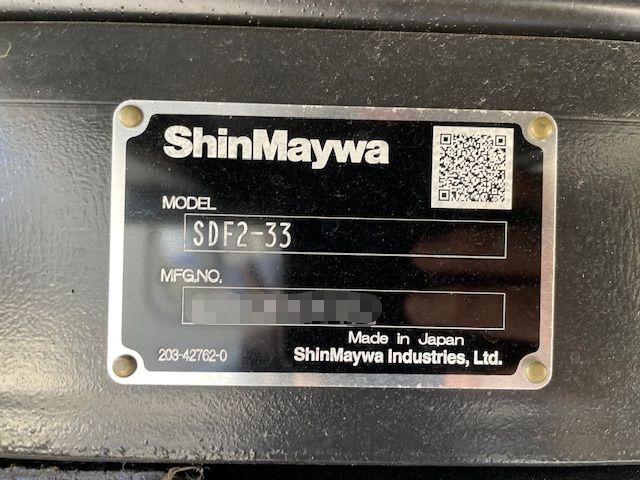 ShinMaywa
MODEL
SDF2-33
MFG.NO.
Made in Japan
203-42762-0
ShinMaywa Industries, Ltd.